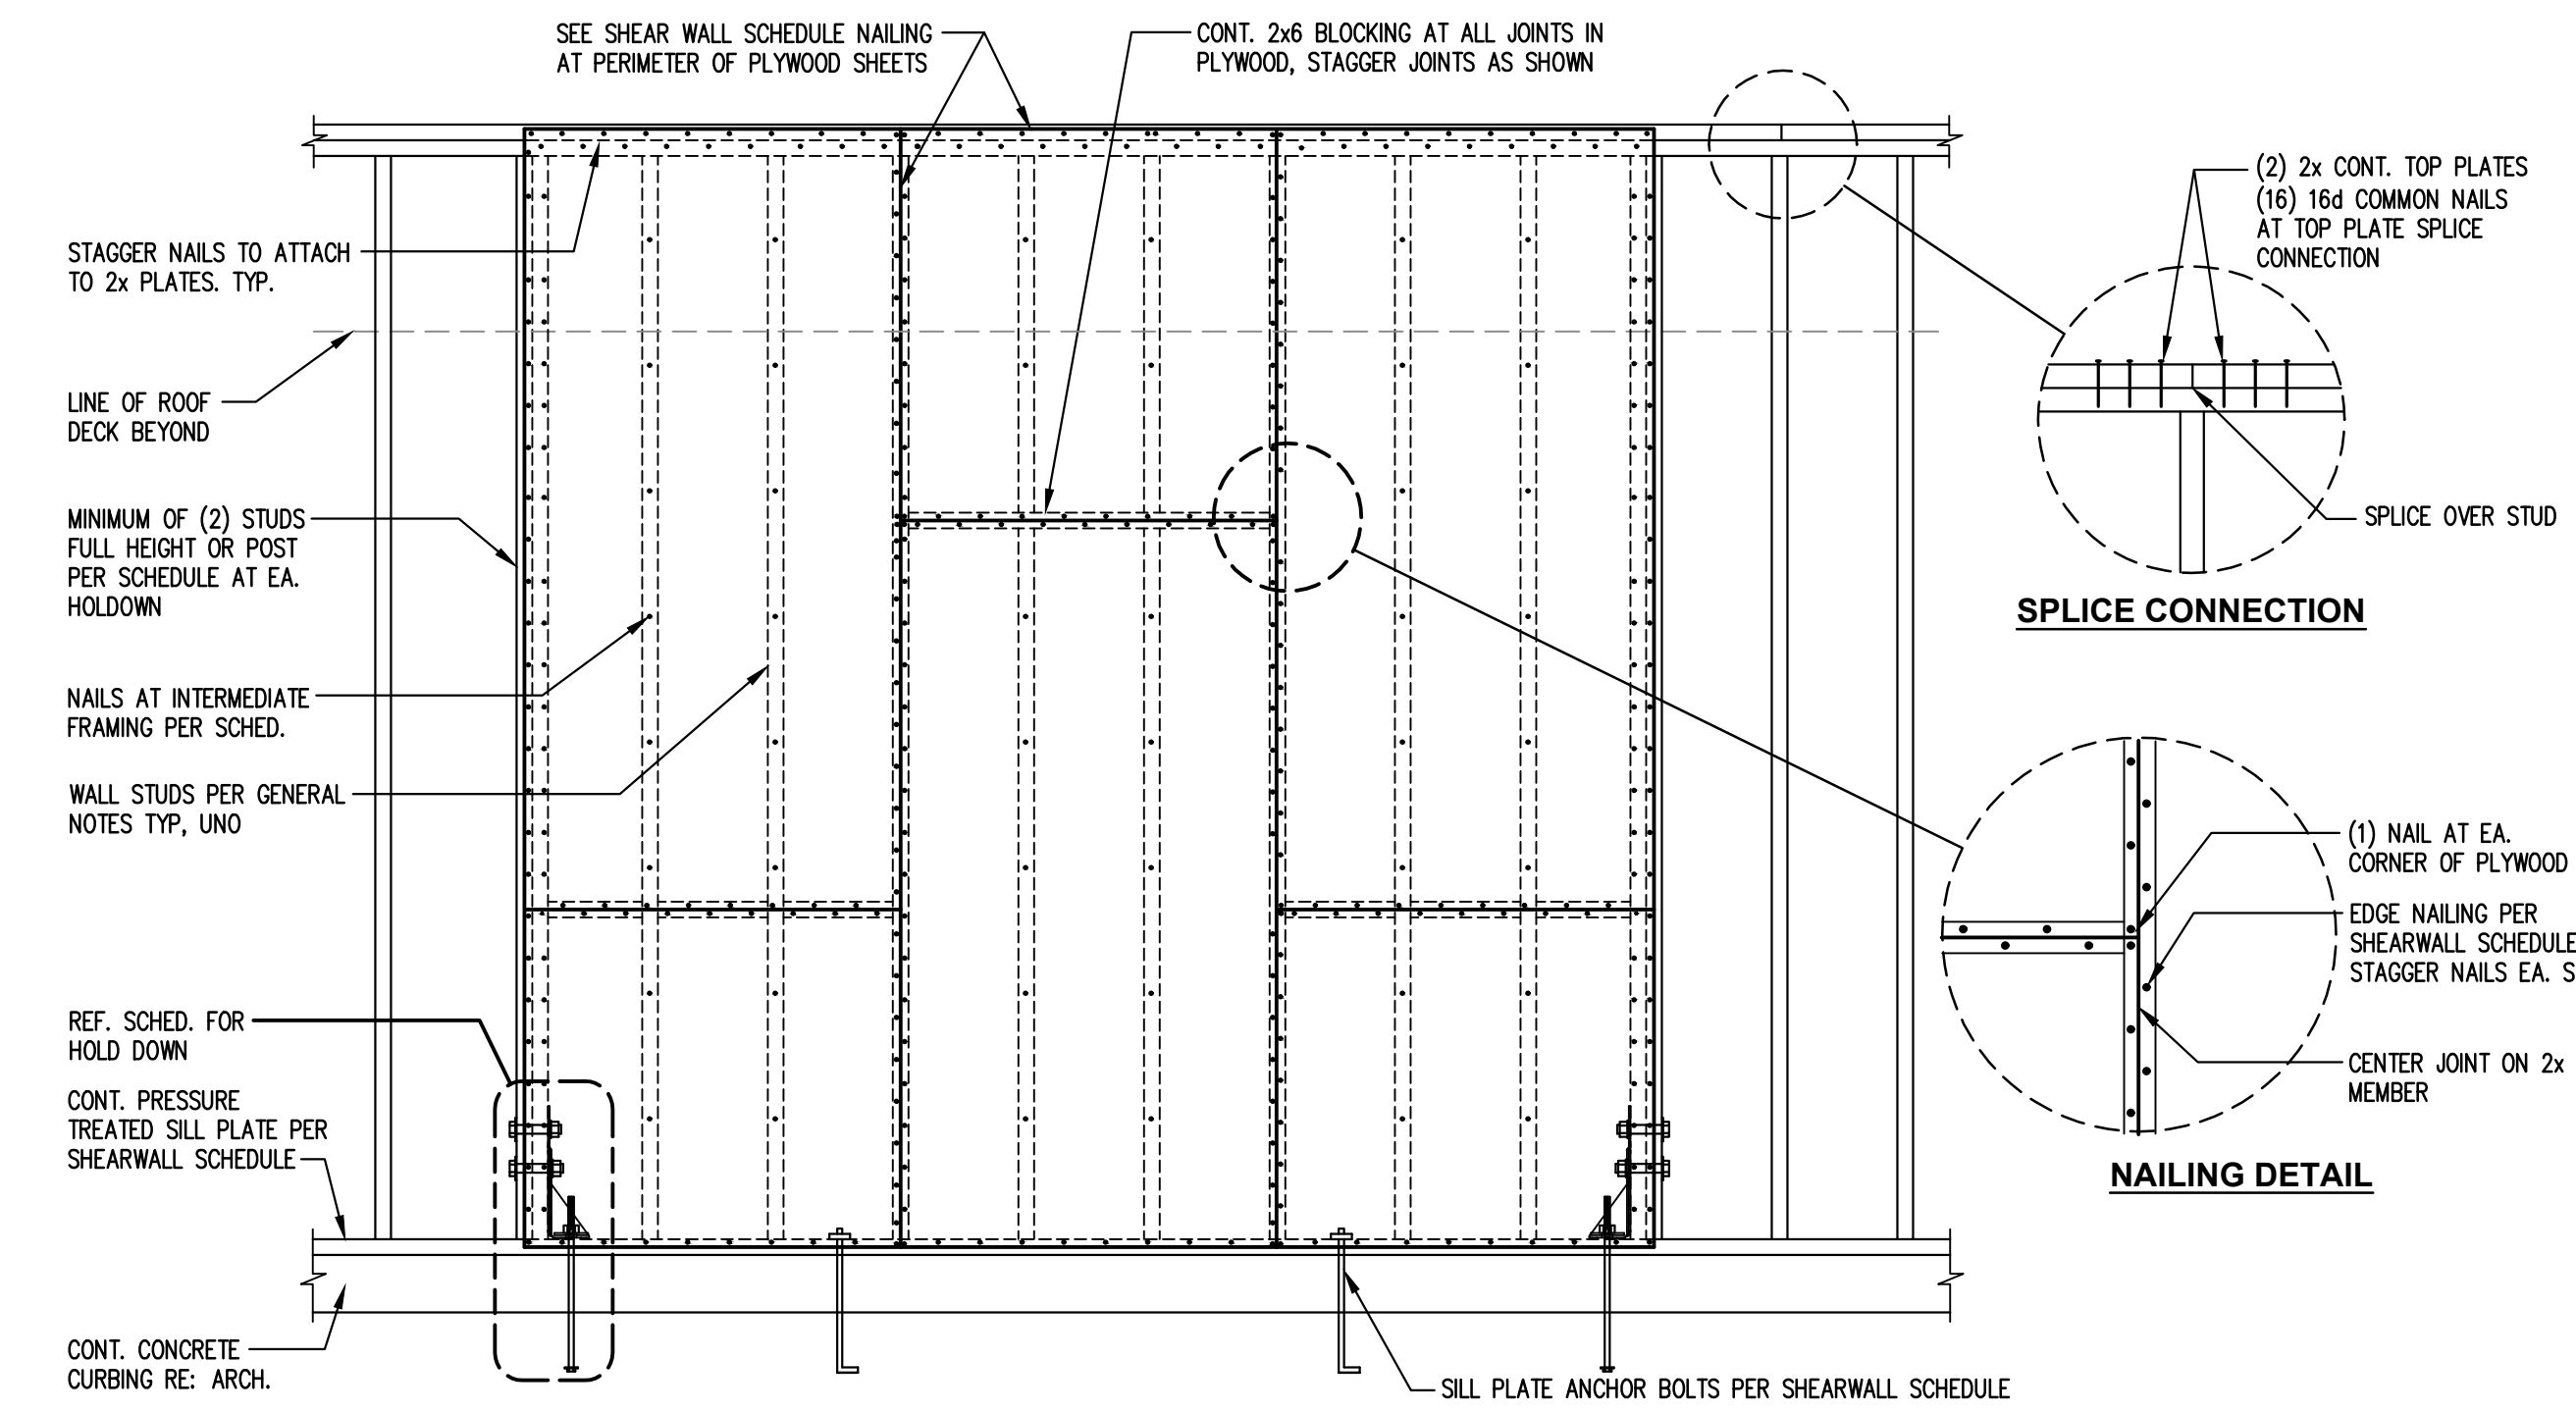 SEE SHEAR WALL SCHEDULE NAILING
AT PERIMETER OF PLYWOOD SHEETS
CONT. 2x6 BLOCKING AT ALL JOINTS IN
PLYWOOD, STAGGER JOINTS AS SHOWN
STAGGER NAILS TO ATTACH
TO 2x PLATES. TYP.
LINE OF ROOF
DECK BEYOND
MINIMUM OF (2) STUDS
FULL HEIGHT OR POST
PER SCHEDULE AT EA.
HOLDOWN
NAILS AT INTERMEDIATE
FRAMING PER SCHED.
WALL STUDS PER GENERAL
NOTES TYP, UNO
REF. SCHED. FOR
HOLD DOWN
CONT. PRESSURE
TREATED SILL PLATE PER
SHEARWALL SCHEDULE
CONT. CONCRETE
CURBING RE: ARCH.
(2) 2x CONT. TOP PLATES
(16) 16d COMMON NAILS
AT TOP PLATE SPLICE
CONNECTION
SPLICE OVER STUD
SPLICE CONNECTION
(1) NAIL AT EA.
CORNER OF PLYWOOD
EDGE NAILING PER
SHEARWALL SCHEDULE
STAGGER NAILS EA. S
CENTER JOINT ON 2x
MEMBER
NAILING DETAIL
SILL PLATE ANCHOR BOLTS PER SHEARWALL SCHEDULE